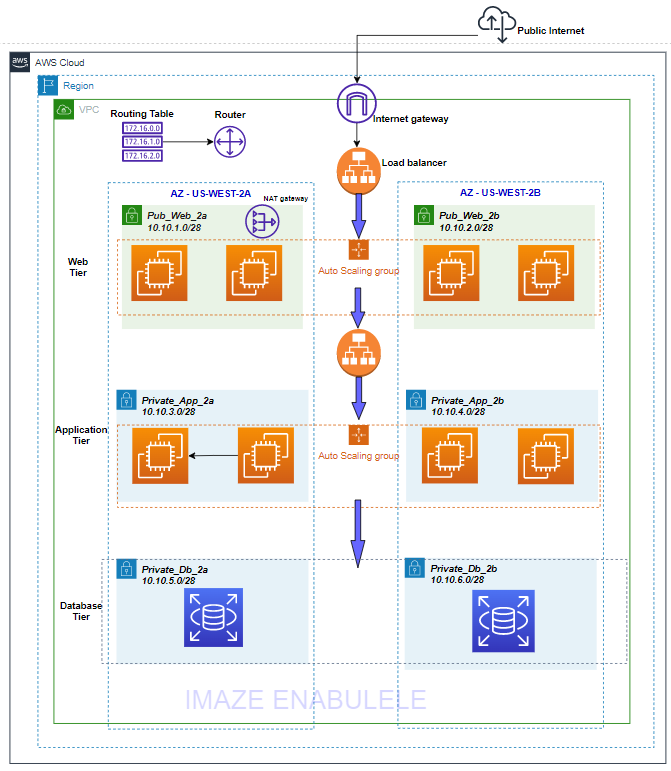 Public Internet
aws
AWS Cloud
Region
VPC
Routing Table
172.16.0.0
172.16.1.0
172.16.2.0
Router
Internet gateway
Load balancer
AZ - US-WEST-2A
AZ - US-WEST-2B
NAT gateway
Pub_Web_2a
10.10.1.0/28
Pub_Web_2b
10.10.2.0/28
Web
Tier
Auto Scaling group
Private_App_2a
10.10.3.0/28
Private_App_2b
10.10.4.0/28
Application
Tier
Auto Scaling group
Private_Db_2a
10.10.5.0/28
Private_Db_2b
10.10.6.0/28
Database
Tier
IMAZE ENABULELE